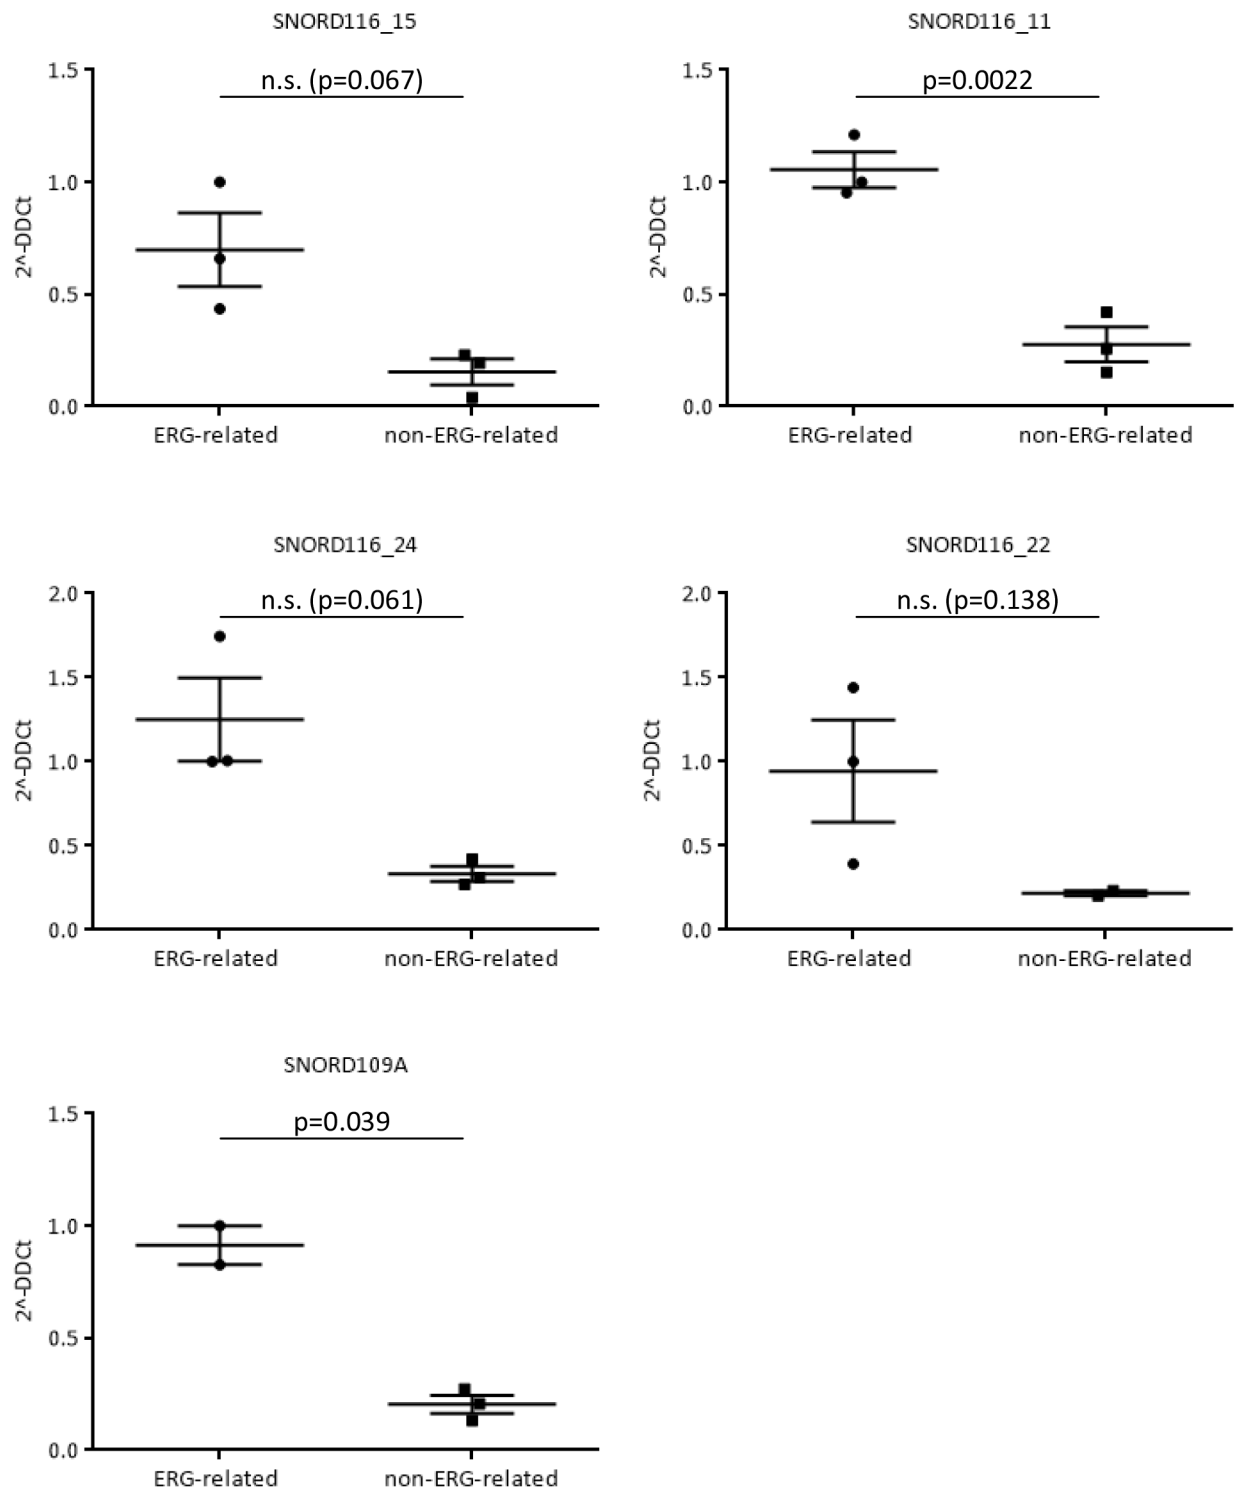 SNORD116_15
n.s. (p=0.067)
1.5
1.0
0.5
0.0
2^-DDCt
ERG-related
non-ERG-related
SNORD116_11
p=0.0022
1.5
1.0
0.5
0.0
2^-DDCt
ERG-related
non-ERG-related
SNORD116_24
n.s. (p=0.061)
2.0
1.5
1.0
0.5
0.0
2^-DDCt
ERG-related
non-ERG-related
SNORD116_22
n.s. (p=0.138)
2.0
1.5
1.0
0.5
0.0
2^-DDCt
ERG-related
non-ERG-related
SNORD109A
p=0.039
1.5
1.0
0.5
0.0
2^-DDCt
ERG-related
non-ERG-related